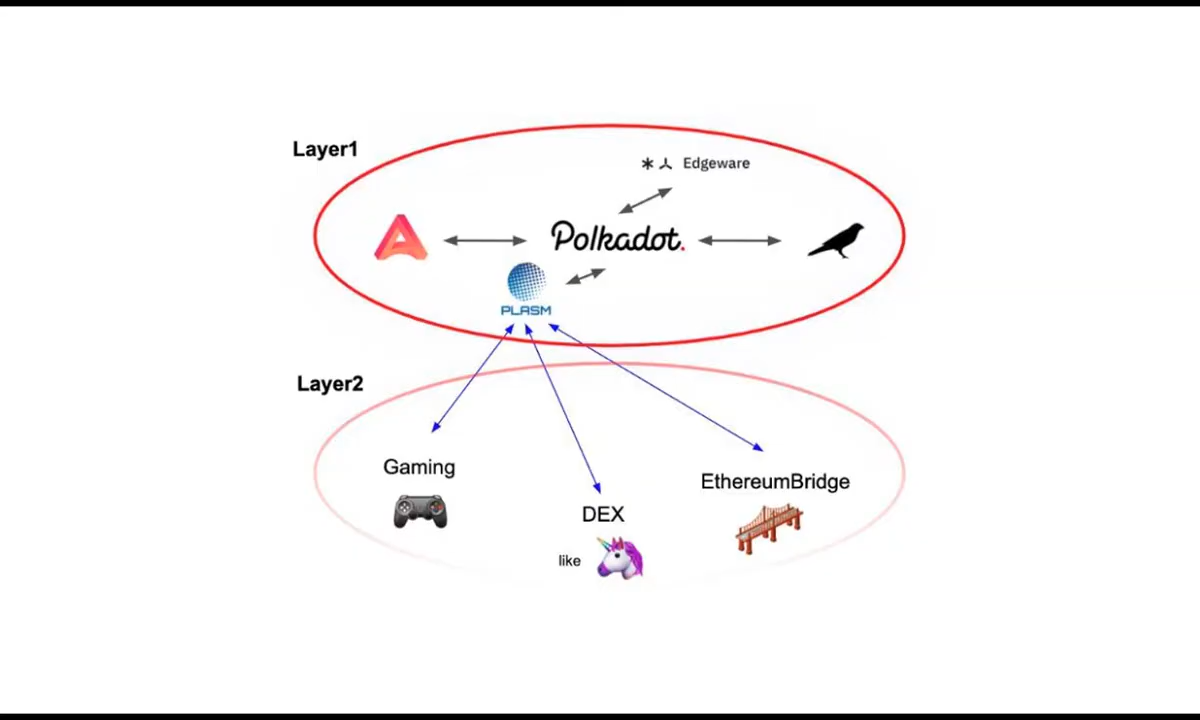 Layer1
Edgeware
Polkadot.
PLASM
Layer2
Gaming
EthereumBridge
DEX
like